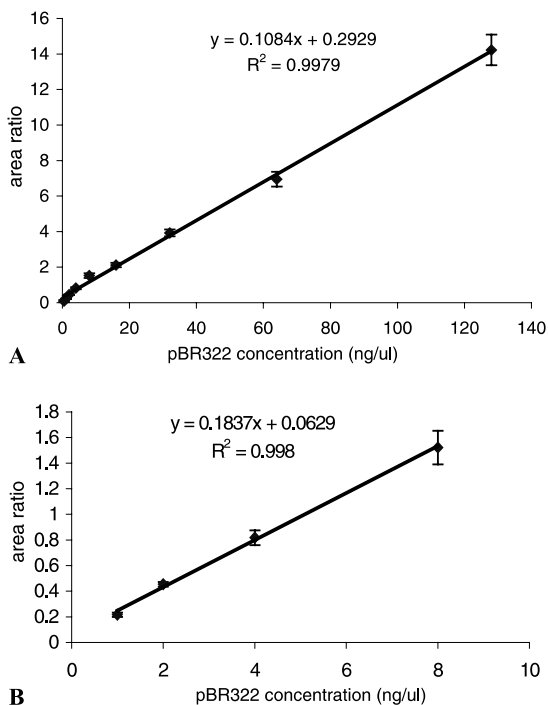 16
14
12
10
8
6
4
2
0
area ratio
y = 0.1084x + 0.2929
R² = 0.9979
0 20 40 60 80 100 120 140
A pBR322 concentration (ng/ul)
1.8
1.6
1.4
1.2
1
0.8
0.6
0.4
0.2
0
area ratio
y = 0.1837x + 0.0629
R² = 0.998
0 2 4 6 8 10
B pBR322 concentration (ng/ul)